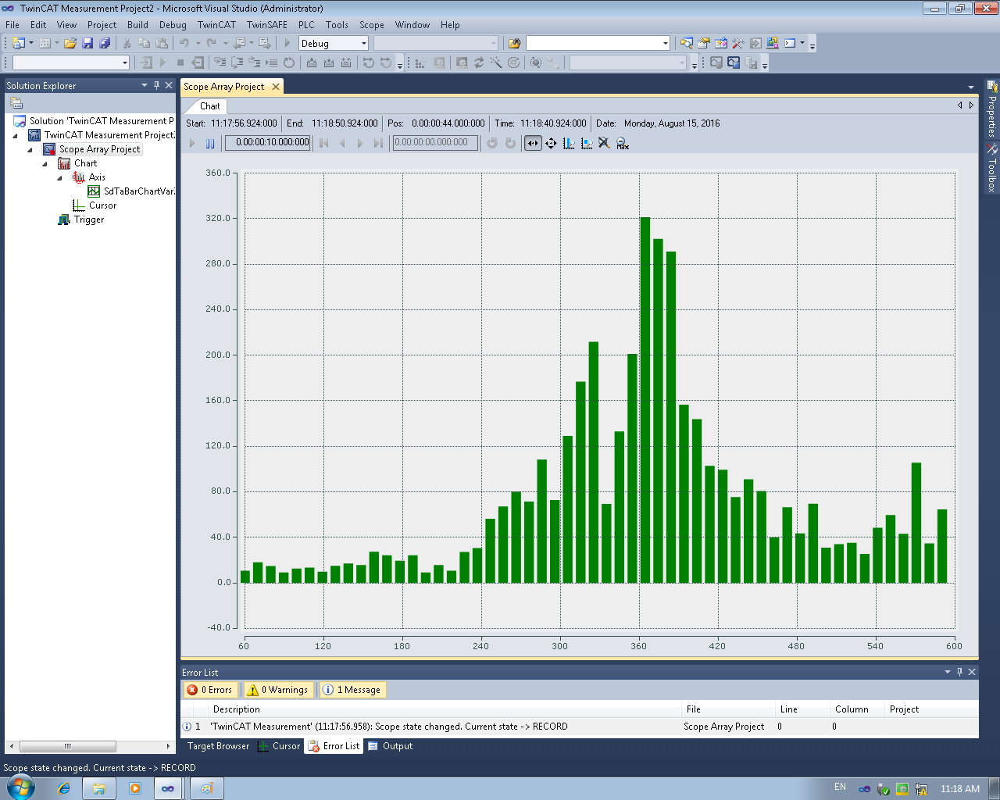 TwinCAT Measurement Project2 - Microsoft Visual Studio (Administrator)
File Edit View Project Build Debug TwinCAT TwinSAFE PLC Tools Scope Window Help
Debug
Solution Explorer
Solution 'TwinCAT Measurement P
TwinCAT Measurement Project
Scope Array Project
Chart
Axis
SdTaBarChartVar
Cursor
Trigger
Scope Array Project
Chart
Start: 11:17:56.924:000 End: 11:18:50.924:000 Pos: 0.00:00:44.000:000 Time: 11:18:40.924:000 Date: Monday, August 15, 2016
0.00:00:10.000:000 0.00:00:00.000:000 Max
360.0
320.0
280.0
240.0
200.0
160.0
120.0
80.0
40.0
0.0
-40.0
60 120 180 240 300 360 420 480 540 600
Properties
Toolbox
Error List
0 Errors 0 Warnings 1 Message
Description File Line Column Project
1 'TwinCAT Measurement' (11:17:56.958): Scope state changed. Current state -> RECORD Scope Array Project 0 0
Target Browser Cursor Error List Output
Scope state changed. Current state -> RECORD
EN 11:18 AM